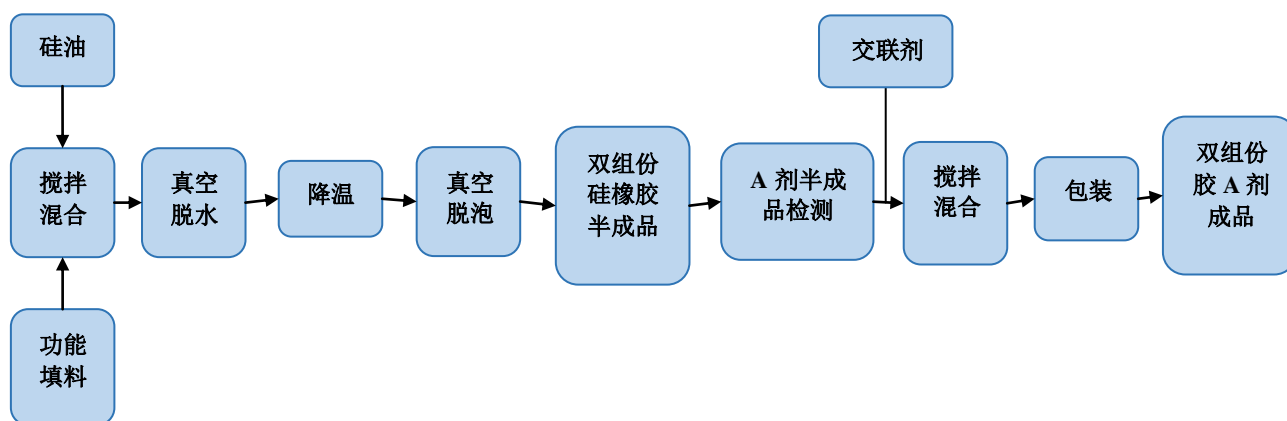 硅油
交联剂
搅拌
混合
真空
脱水
降温
真空
脱泡
双组份
硅橡胶
半成品
A 剂半成
品检测
搅拌
混合
包装
双组份
胶 A 剂
成品
功能
填料